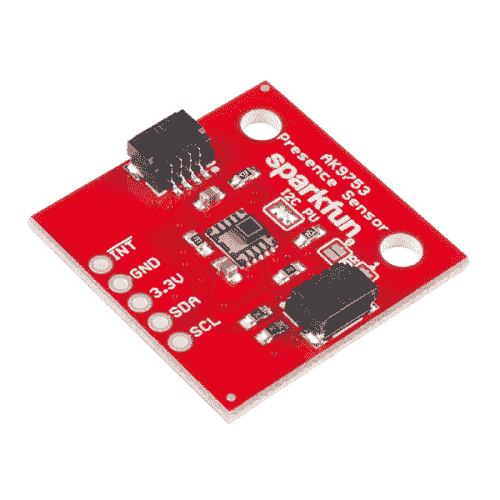 AK9753
Presence Sensor
sparkfun
I2C PU
INT
GND
3.3V
SDA
SCL